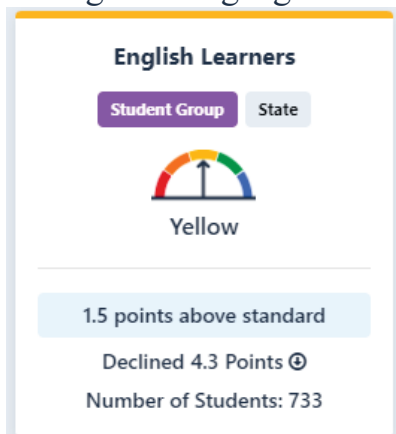 English Learners
Student Group State
Yellow
1.5 points above standard
Declined 4.3 Points
Number of Students: 733